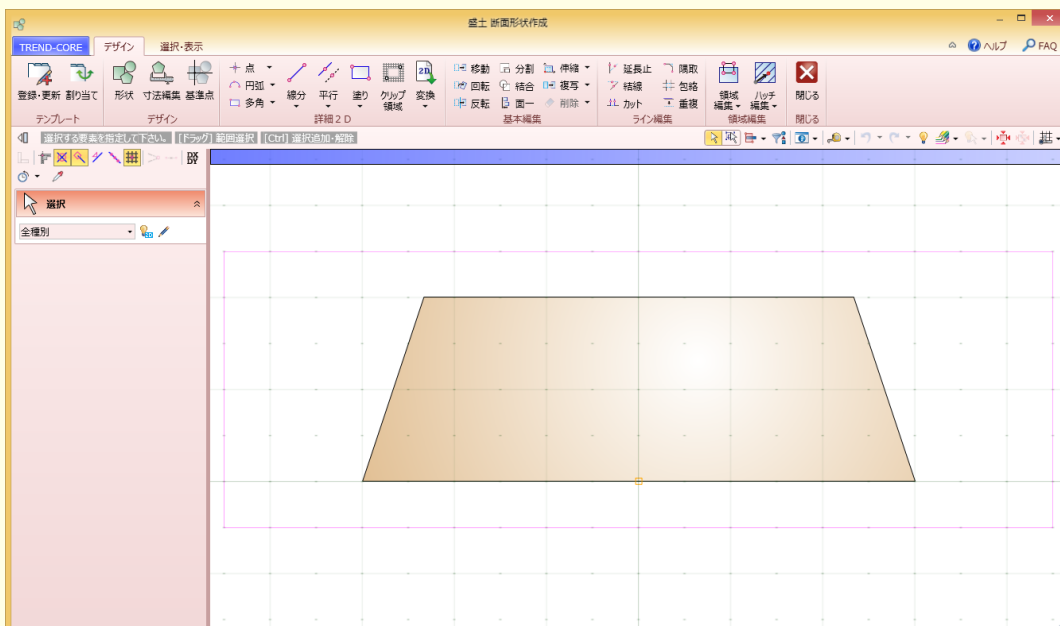 盛土 断面形状作成
TREND-CORE デザイン 選択・表示 ヘルプ FAQ
登録・更新 割り当て 形状 寸法編集 基準点
点 円弧 多角
線分 平行 塗り クリップ領域 2D 変換
移動 分割 伸縮
回転 結合 複写
反転 面一 削除
延長止 隅取
結線 包絡
カット 重複
領域編集 ハッチ編集 閉じる
テンプレート デザイン 詳細2D 基本編集 ライン編集 領域編集 閉じる
選択する要素を指定して下さい。 [ドラッグ] 範囲選択 [Ctrl] 選択追加・解除
選択
全種別